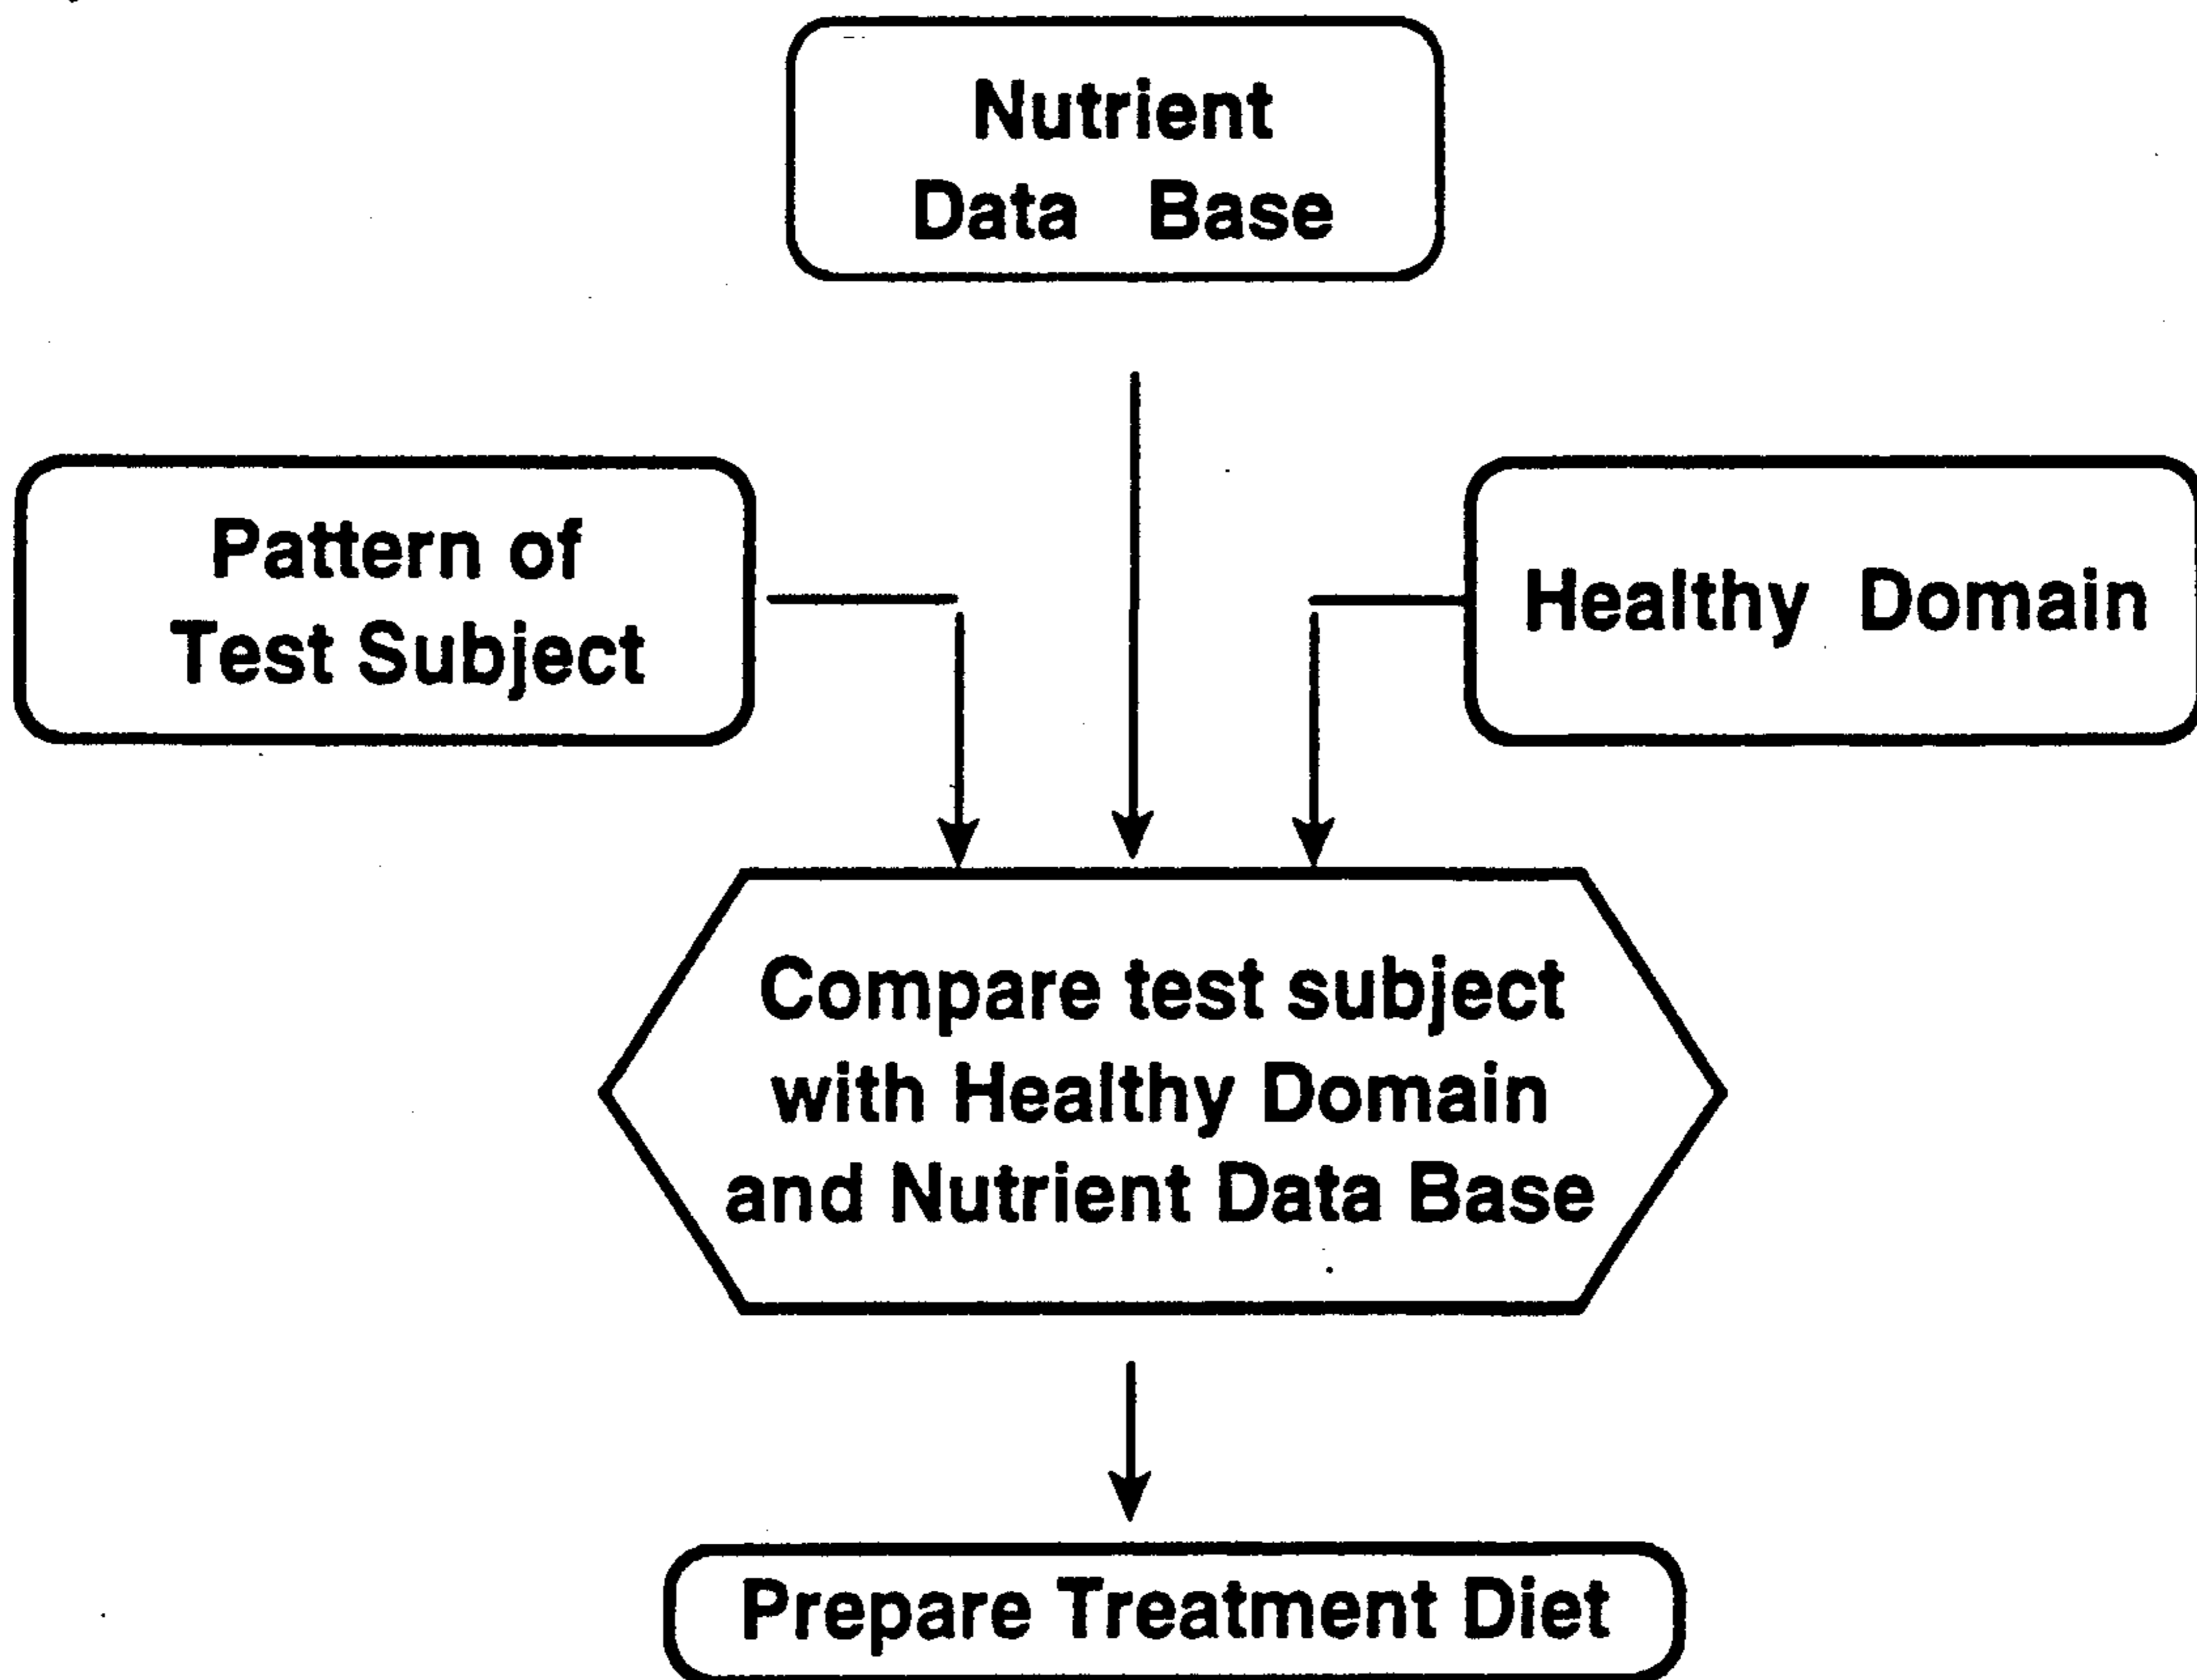 Nutrient
Data Base
Pattern of
Test Subject
Healthy Domain
Compare test subject
with Healthy Domain
and Nutrient Data Base
Prepare Treatment Diet